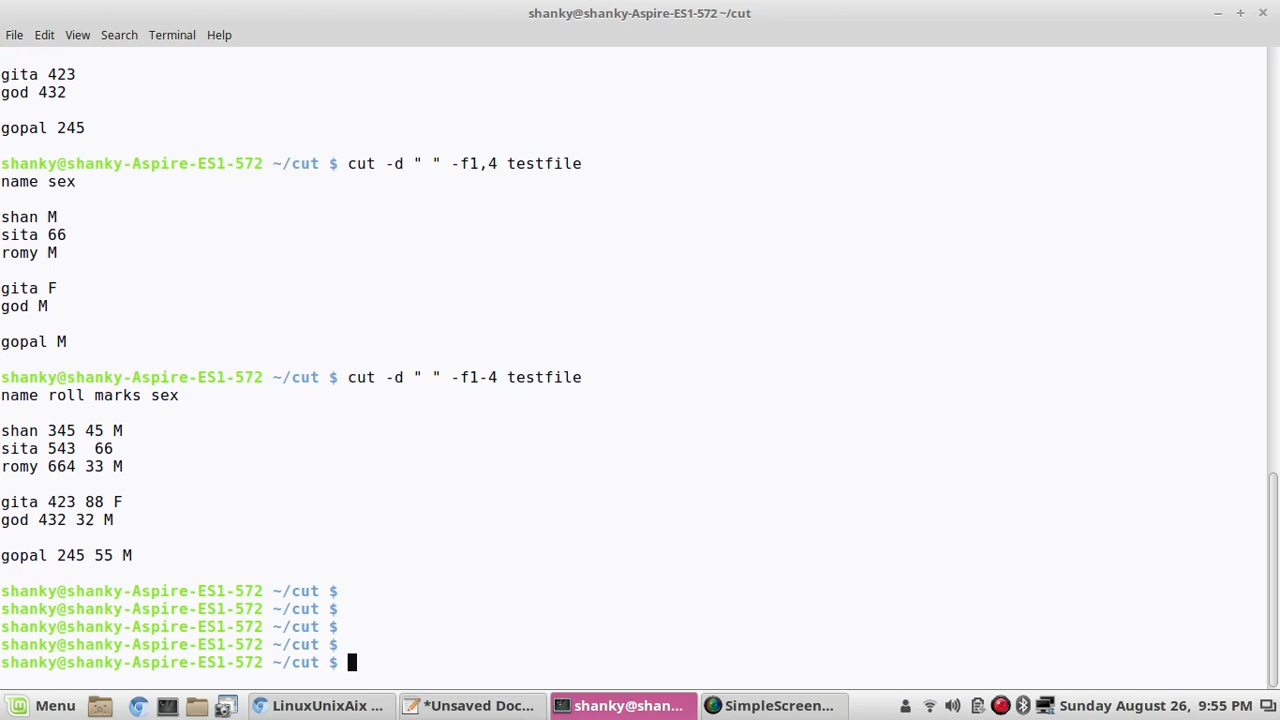 shanky@shanky-Aspire-ES1-572 ~/cut
File Edit View Search Terminal Help
gita 423
god 432
gopal 245
shanky@shanky-Aspire-ES1-572 ~/cut $ cut -d " " -f1,4 testfile
name sex
shan M
sita 66
romy M
gita F
god M
gopal M
shanky@shanky-Aspire-ES1-572 ~/cut $ cut -d " " -f1-4 testfile
name roll marks sex
shan 345 45 M
sita 543  66
romy 664 33 M
gita 423 88 F
god 432 32 M
gopal 245 55 M
shanky@shanky-Aspire-ES1-572 ~/cut $
shanky@shanky-Aspire-ES1-572 ~/cut $
shanky@shanky-Aspire-ES1-572 ~/cut $
shanky@shanky-Aspire-ES1-572 ~/cut $
shanky@shanky-Aspire-ES1-572 ~/cut $
Menu LinuxUnixAix ... *Unsaved Doc... shanky@shan... SimpleScreen... Sunday August 26, 9:55 PM